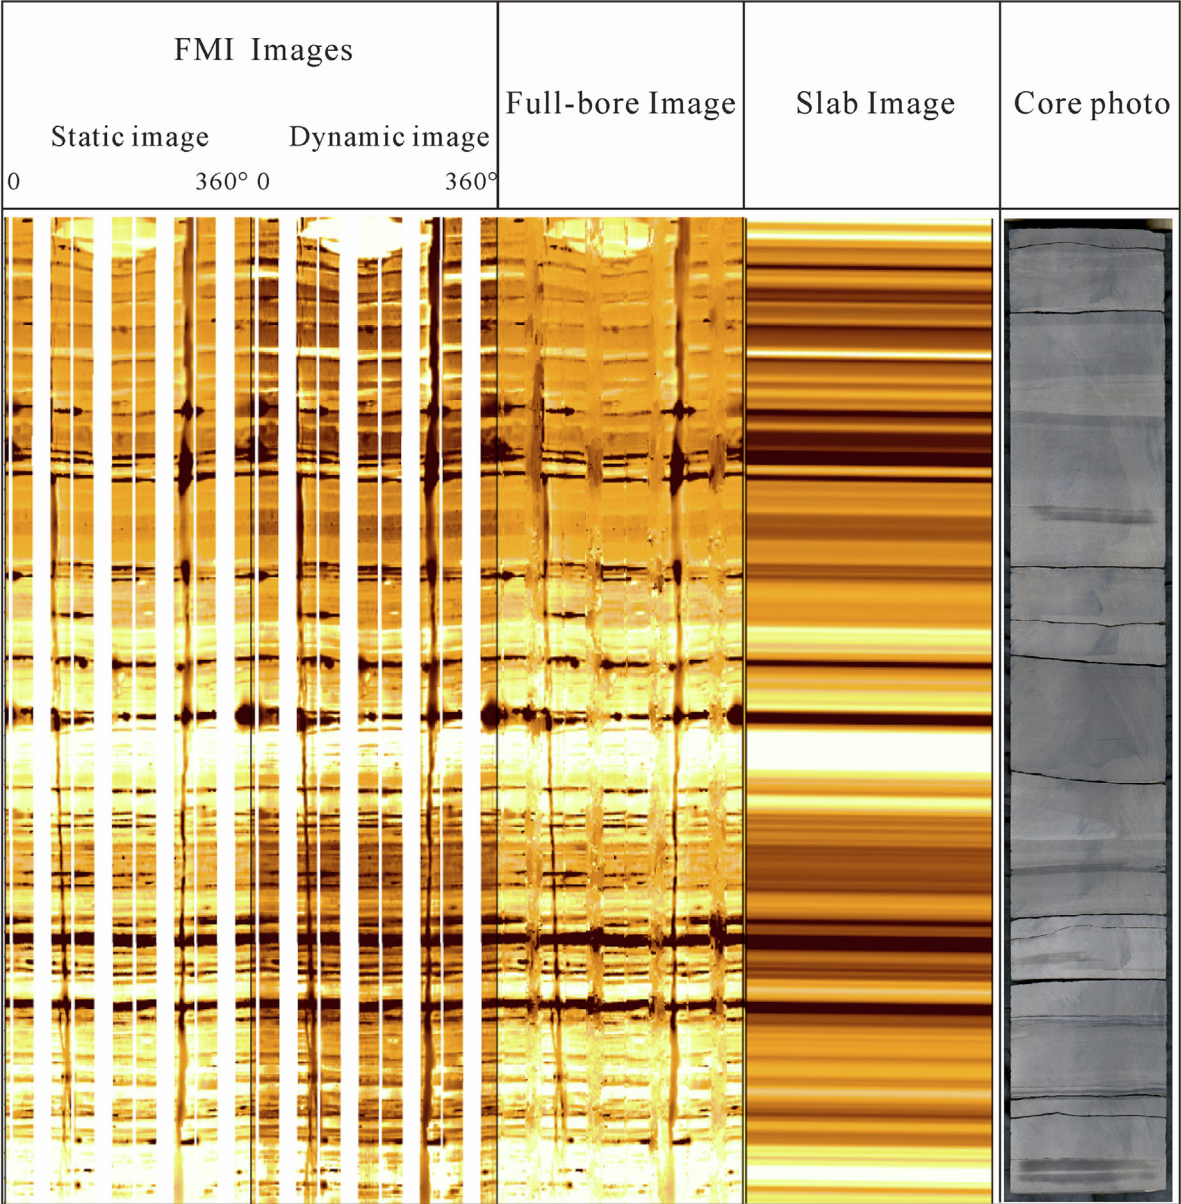 FMI Images
Static image
Dynamic image
0
360°
0
360°
Full-bore Image
Slab Image
Core photo